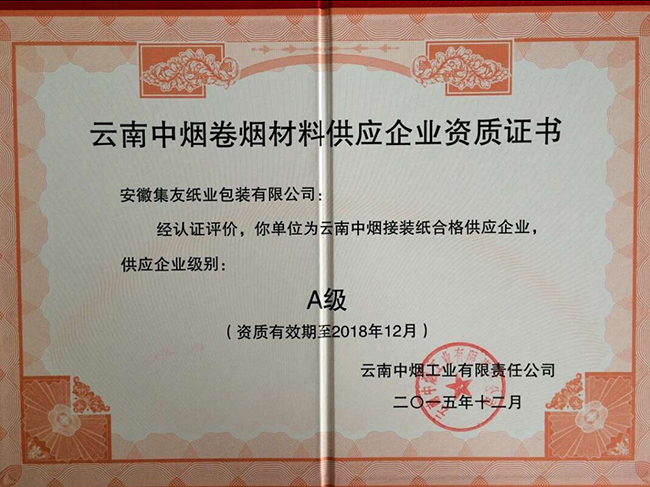 云南中烟卷烟材料供应企业资质证书
安徽集友纸业包装有限公司：
经认证评价，你单位为云南中烟接装纸合格供应企业，
供应企业级别：
A级
（资质有效期至2018年12月）
云南中烟工业有限责任公司
二〇一五年十二月